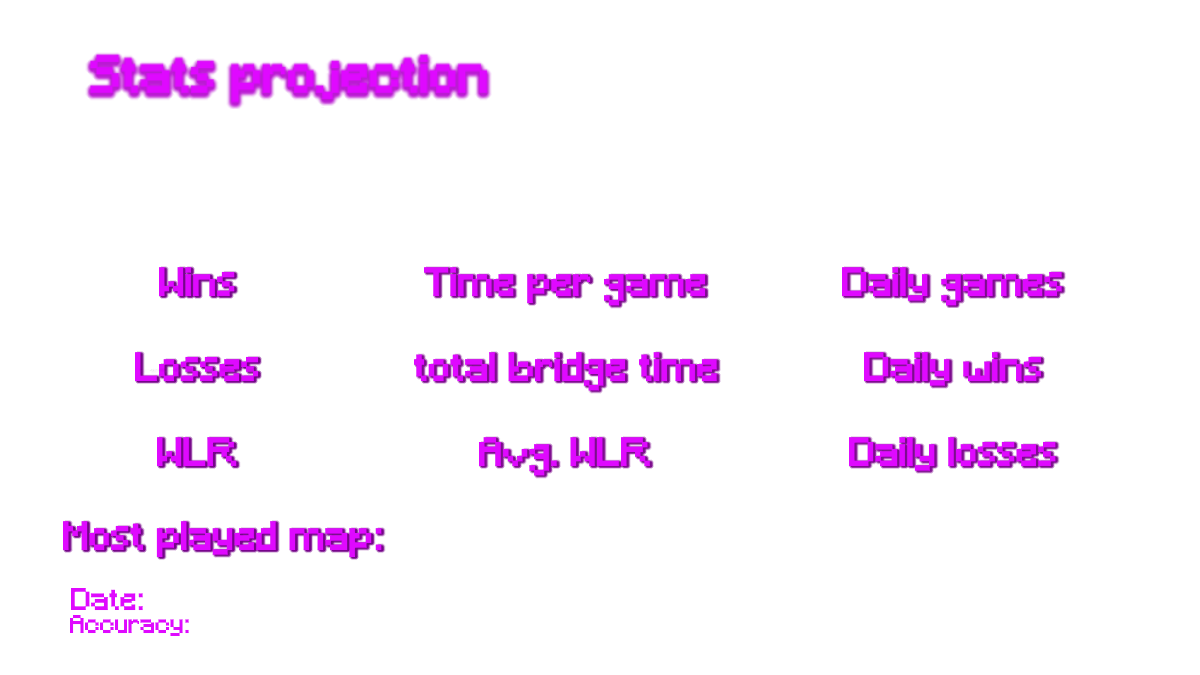 Stats projection
Wins Time per game Daily games
Losses total bridge time Daily wins
WLR Avg. WLR Daily losses
Most played map:
Date:
Accuracy: